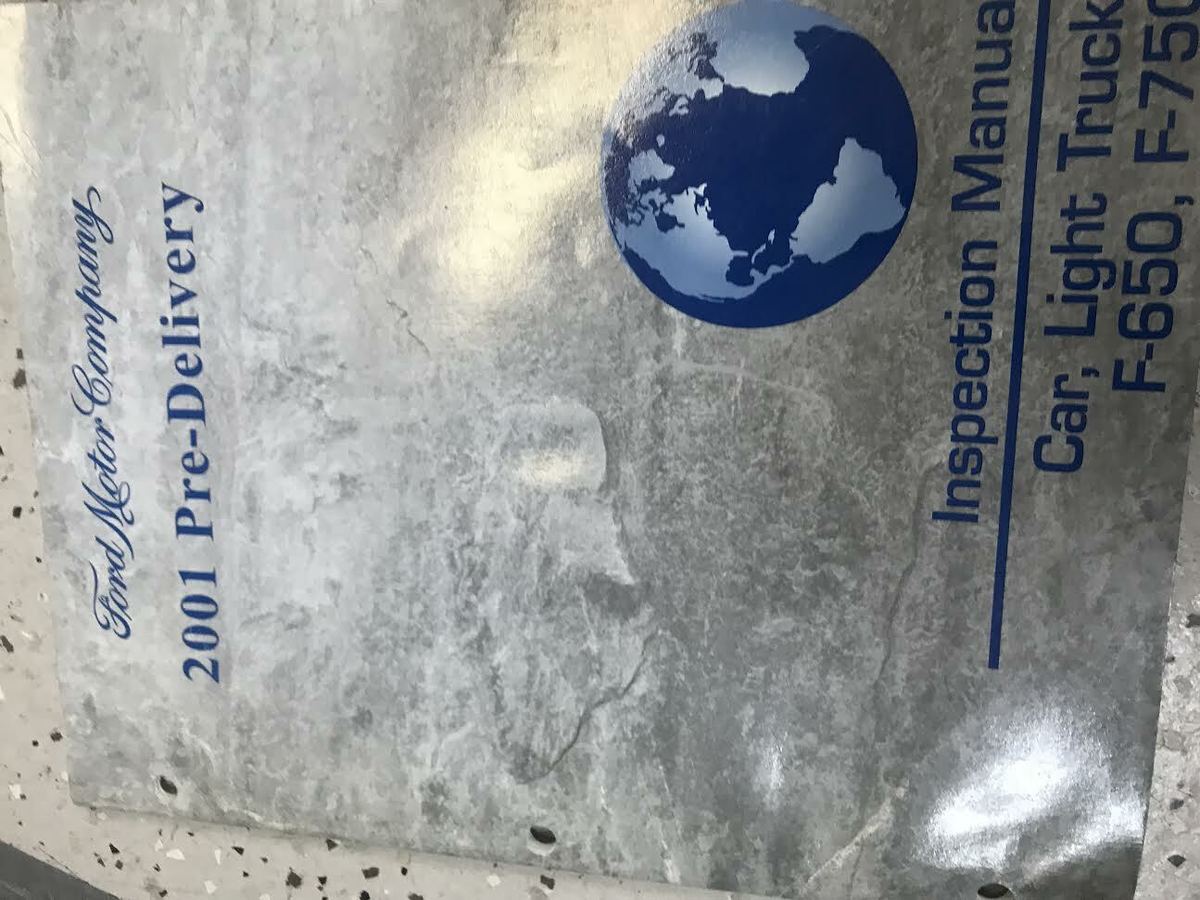 Ford Motor Company
2001 Pre-Delivery
Inspection Manua
Car, Light Truck
F-650, F-750